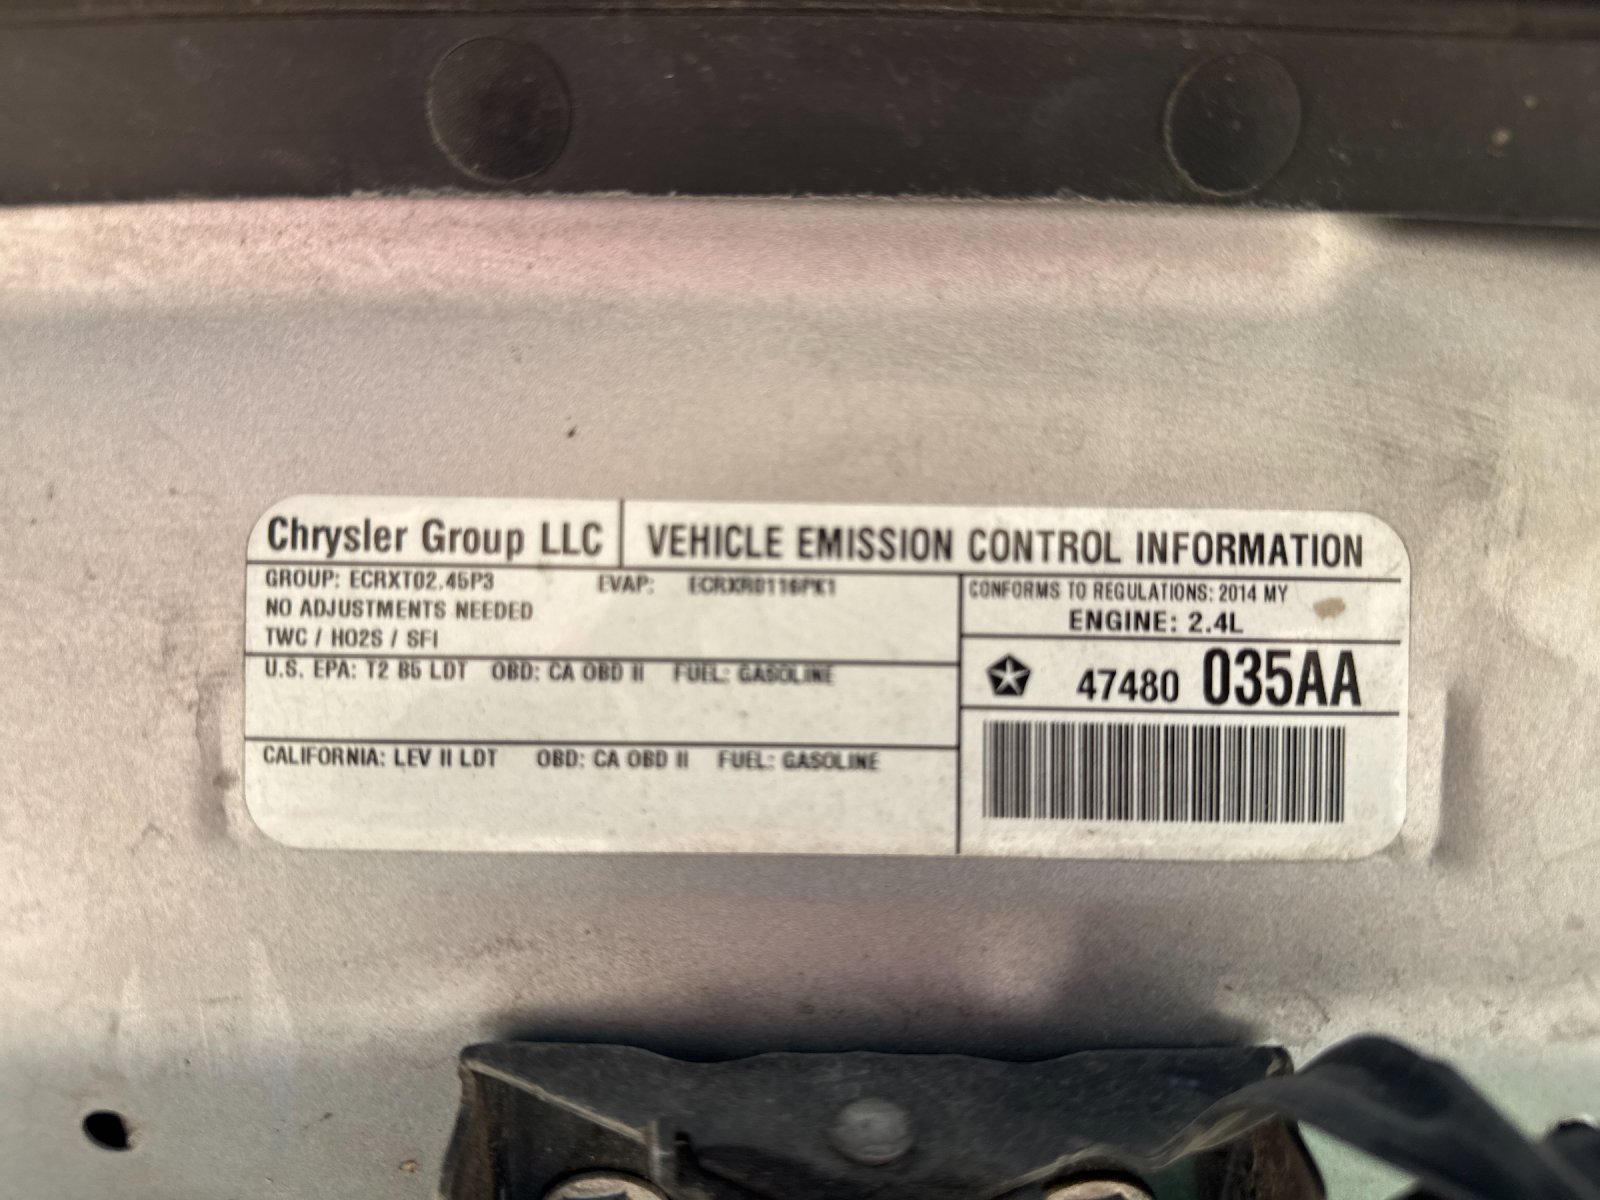 Chrysler Group LLC VEHICLE EMISSION CONTROL INFORMATION
GROUP: ECRXT02.45P3 EVAP: ECRXR0116PK1
NO ADJUSTMENTS NEEDED
TWC / HO2S / SFI
CONFORMS TO REGULATIONS: 2014 MY
ENGINE: 2.4L
U.S. EPA: T2 B5 LDT OBD: CA OBD II FUEL: GASOLINE
47480 035AA
CALIFORNIA: LEV II LDT OBD: CA OBD II FUEL: GASOLINE